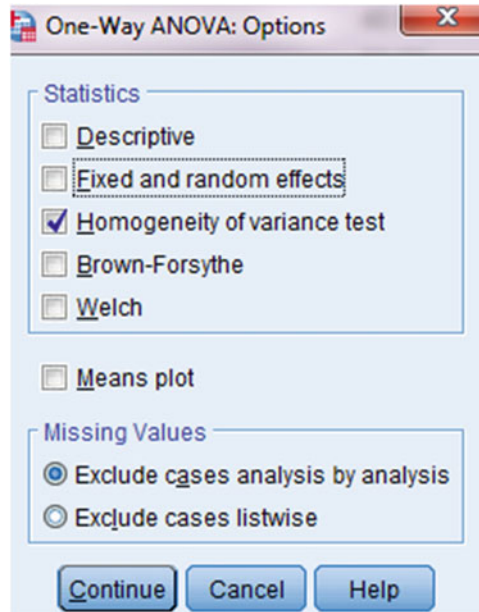 One-Way ANOVA: Options
Statistics
Descriptive
Fixed and random effects
Homogeneity of variance test
Brown-Forsythe
Welch
Means plot
Missing Values
Exclude cases analysis by analysis
Exclude cases listwise
Continue Cancel Help